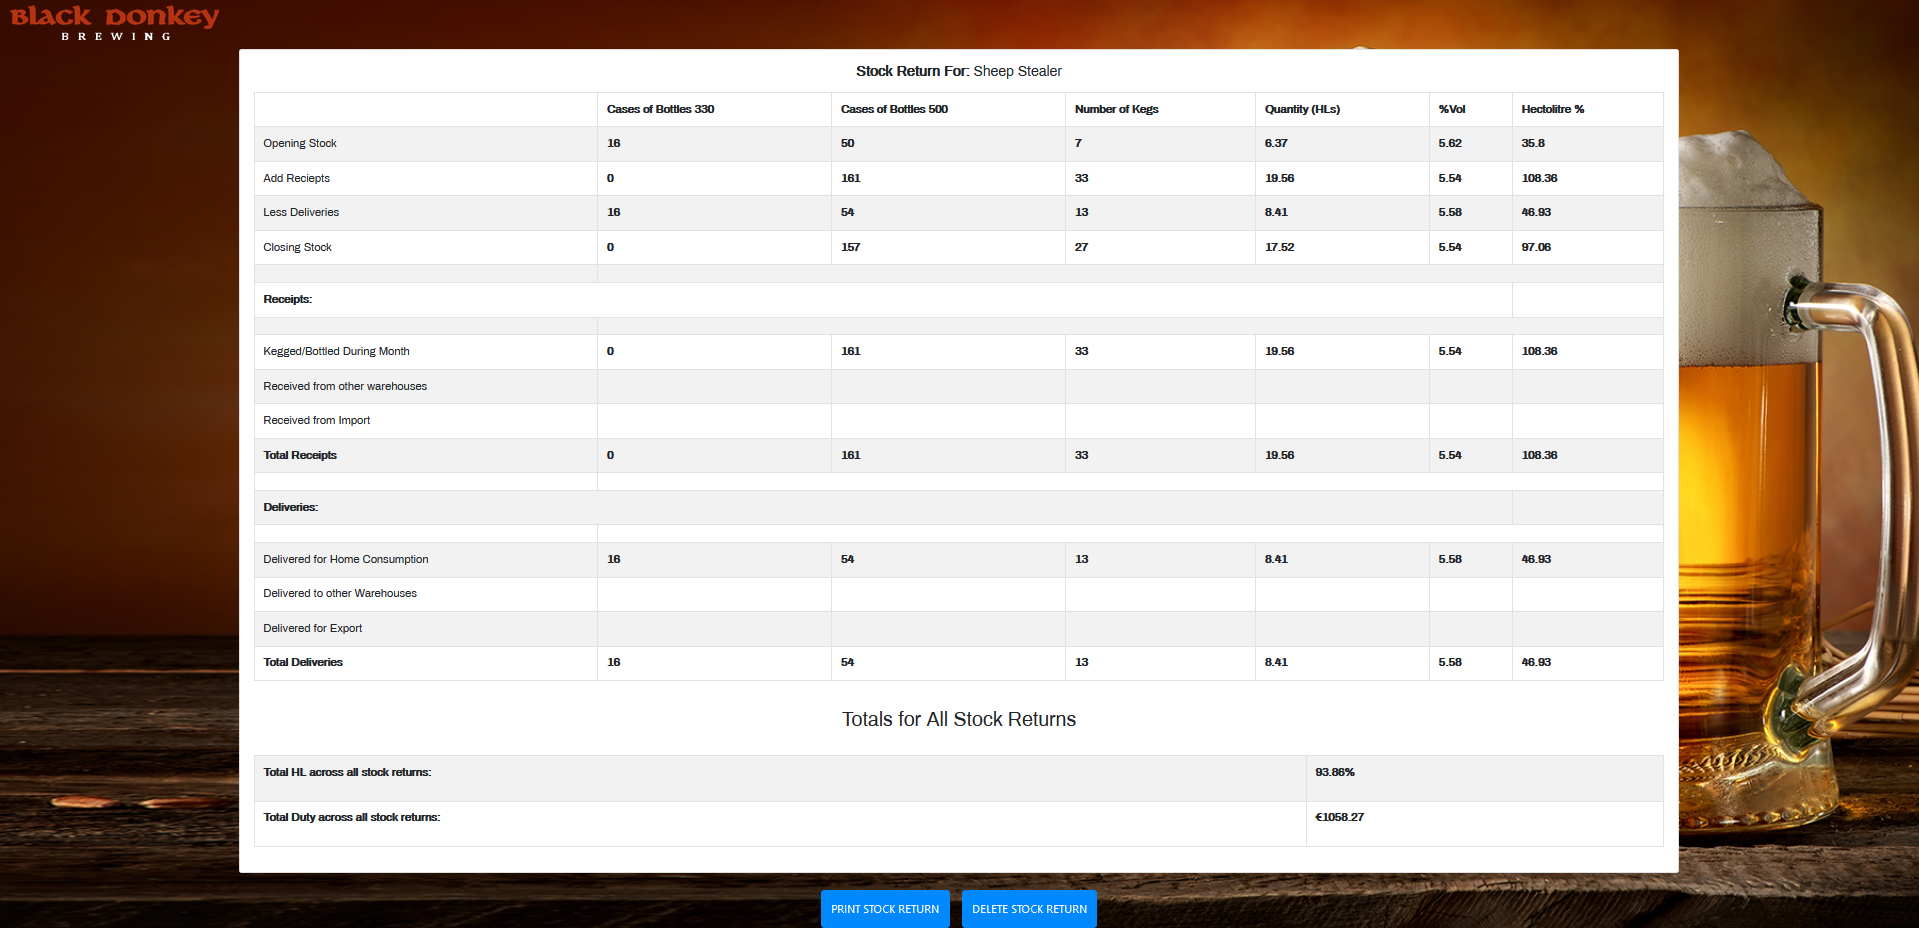 Black Donkey
BREWING
Stock Return For: Sheep Stealer
Cases of Bottles 330 Cases of Bottles 500 Number of Kegs Quantity (HLs) %Vol Hectolitre %
Opening Stock 16 50 7 6.37 5.62 35.8
Add Reciepts 0 161 33 19.56 5.54 108.36
Less Deliveries 16 54 13 8.41 5.58 46.93
Closing Stock 0 157 27 17.52 5.54 97.06
Receipts:
Kegged/Bottled During Month 0 161 33 19.56 5.54 108.36
Received from other warehouses
Received from Import
Total Receipts 0 161 33 19.56 5.54 108.36
Deliveries:
Delivered for Home Consumption 16 54 13 8.41 5.58 46.93
Delivered to other Warehouses
Delivered for Export
Total Deliveries 16 54 13 8.41 5.58 46.93
Totals for All Stock Returns
Total HL across all stock returns: 93.86%
Total Duty across all stock returns: €1058.27
PRINT STOCK RETURN DELETE STOCK RETURN